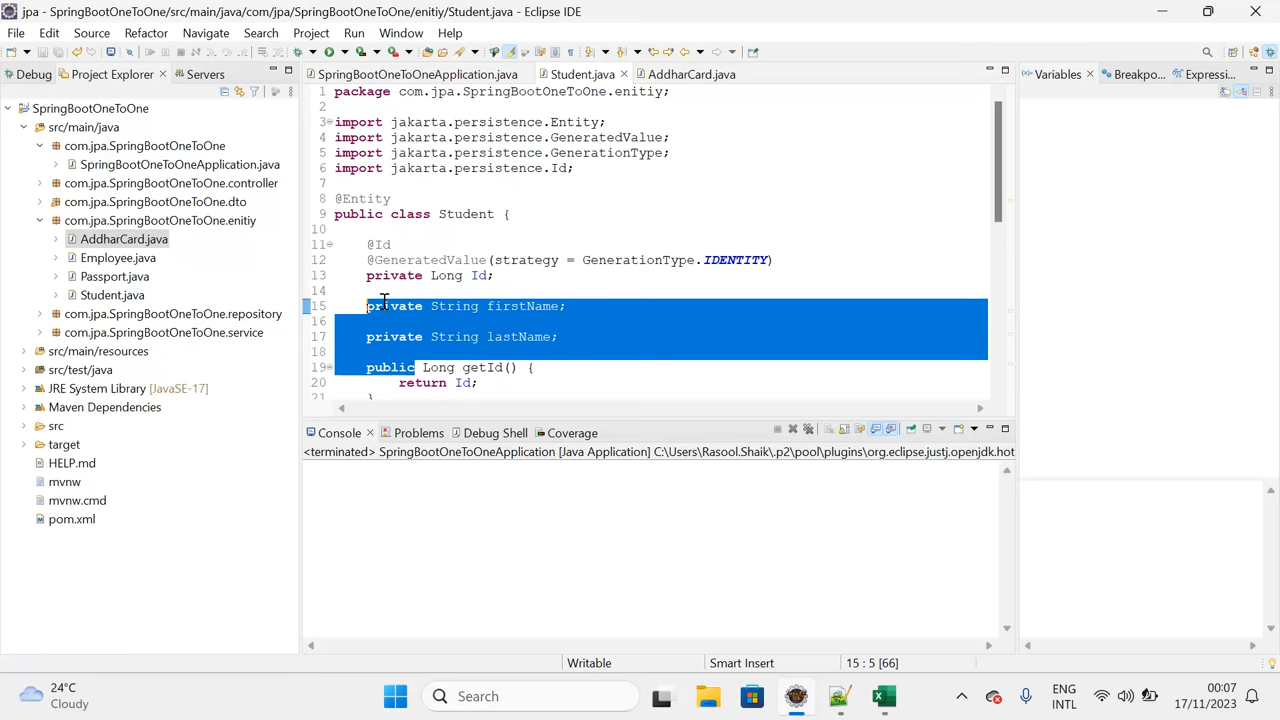 jpa - SpringBootOneToOne/src/main/java/com/jpa/SpringBootOneToOne/enitiy/Student.java - Eclipse IDE
File Edit Source Refactor Navigate Search Project Run Window Help
Debug Project Explorer Servers
SpringBootOneToOne
src/main/java
com.jpa.SpringBootOneToOne
SpringBootOneToOneApplication.java
com.jpa.SpringBootOneToOne.controller
com.jpa.SpringBootOneToOne.dto
com.jpa.SpringBootOneToOne.enitiy
AddharCard.java
Employee.java
Passport.java
Student.java
com.jpa.SpringBootOneToOne.repository
com.jpa.SpringBootOneToOne.service
src/main/resources
src/test/java
JRE System Library [JavaSE-17]
Maven Dependencies
src
target
HELP.md
mvnw
mvnw.cmd
pom.xml
SpringBootOneToOneApplication.java Student.java AddharCard.java
1 package com.jpa.SpringBootOneToOne.enitiy;
2
3 import jakarta.persistence.Entity;
4 import jakarta.persistence.GeneratedValue;
5 import jakarta.persistence.GenerationType;
6 import jakarta.persistence.Id;
7
8 @Entity
9 public class Student {
10
11 @Id
12 @GeneratedValue(strategy = GenerationType.IDENTITY)
13 private Long Id;
14
15 private String firstName;
16
17 private String lastName;
18
19 public Long getId() {
20 return Id;
21 }
Variables Breakpo... Expressi...
Console Problems Debug Shell Coverage
<terminated> SpringBootOneToOneApplication [Java Application] C:\Users\Rasool.Shaik\.p2\pool\plugins\org.eclipse.justj.openjdk.hot
Writable Smart Insert 15 : 5 [66]
24°C
Cloudy
Search
ENG
INTL
00:07
17/11/2023